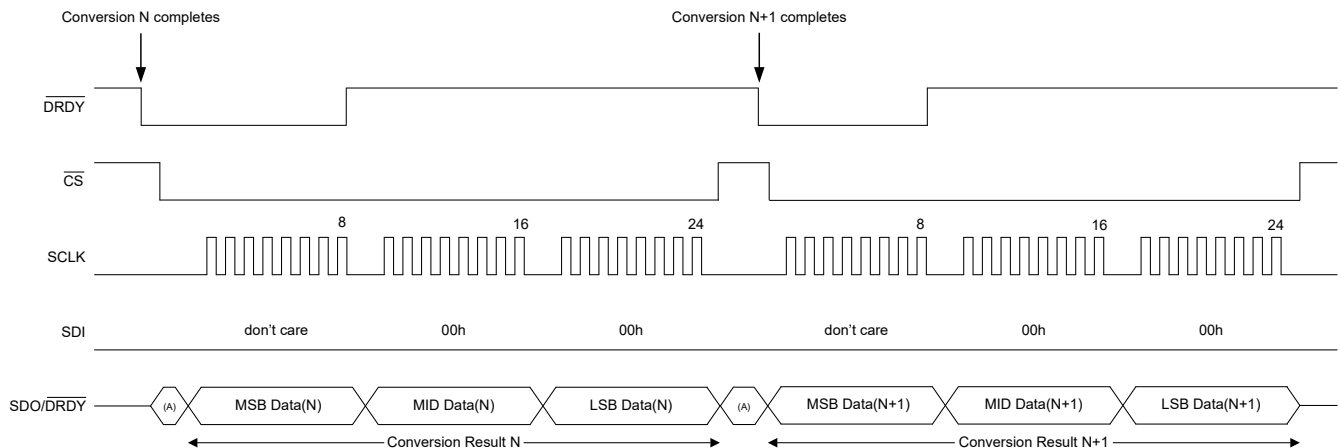 Conversion N completes
Conversion N+1 completes
DRDY
CS
8
16
24
8
16
24
SCLK
SDI
don't care
00h
00h
don't care
00h
00h
SDO/DRDY
(A)
MSB Data(N)
MID Data(N)
LSB Data(N)
(A)
MSB Data(N+1)
MID Data(N+1)
LSB Data(N+1)
Conversion Result N
Conversion Result N+1